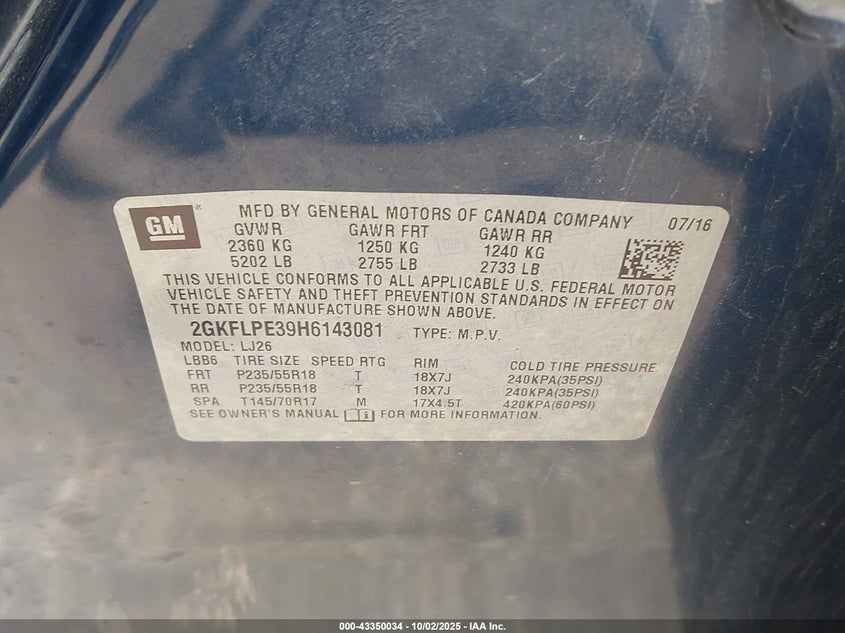 GM
MFD BY GENERAL MOTORS OF CANADA COMPANY 07/16
GVWR GAWR FRT GAWR RR
2360 KG 1250 KG 1240 KG
5202 LB 2755 LB 2733 LB
THIS VEHICLE CONFORMS TO ALL APPLICABLE U.S. FEDERAL MOTOR
VEHICLE SAFETY AND THEFT PREVENTION STANDARDS IN EFFECT ON
THE DATE OF MANUFACTURE SHOWN ABOVE.
2GKFLPE39H6143081 TYPE: M.P.V.
MODEL: LJ26
LBB6 TIRE SIZE SPEED RTG RIM COLD TIRE PRESSURE
FRT P235/55R18 T 18X7J 240KPA(35PSI)
RR P235/55R18 T 18X7J 240KPA(35PSI)
SPA T145/70R17 M 17X4.5T 420KPA(60PSI)
SEE OWNER'S MANUAL FOR MORE INFORMATION.
000-43350034 - 10/02/2025 - IAA Inc.